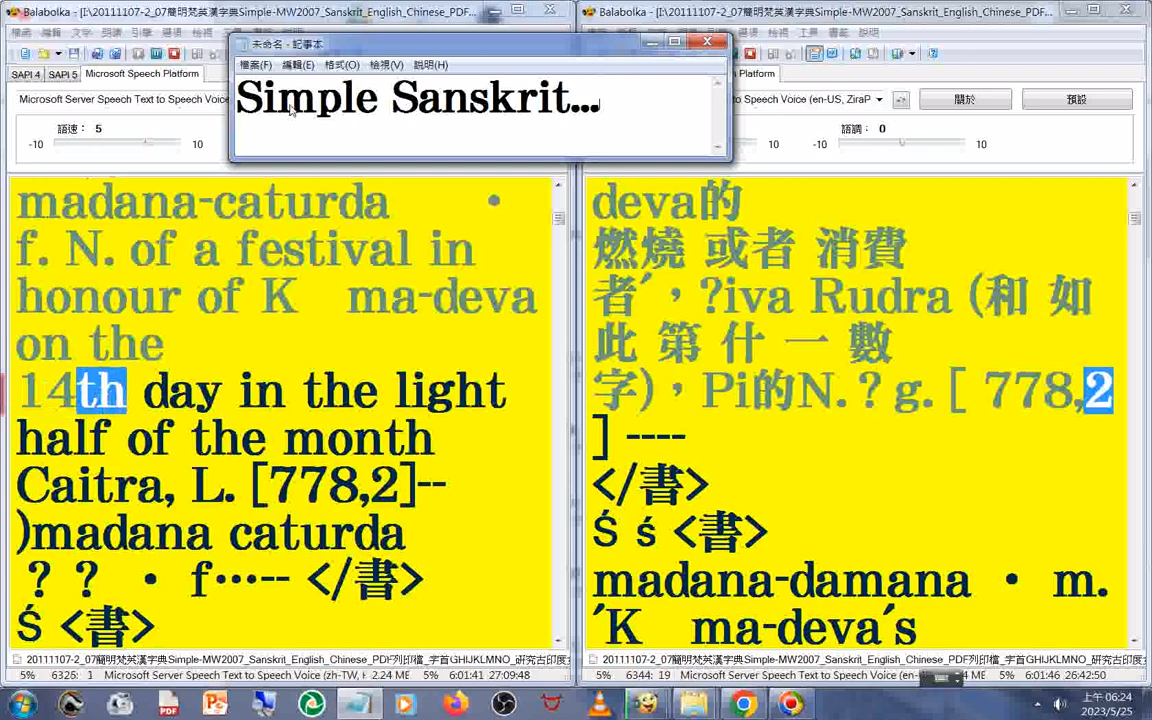 Balabolka - [I:\20111107-2_07簡明梵英漢字典Simple-MW2007_Sanskrit_English_Chinese_PDF...
Balabolka - [I:\20111107-2_07簡明梵英漢字典Simple-MW2007_Sanskrit_English_Chinese_PDF...
未命名 - 記事本
檔案(F) 編輯(E) 格式(O) 檢視(V) 說明(H)
Simple Sanskrit...
SAPI 4 SAPI 5 Microsoft Speech Platform
Platform
Microsoft Server Speech Text to Speech Voice
Speech Voice (en-US, ZiraP
關於
預設
語速： 5
-10 10
語調： 0
10 -10 10
madana-caturda •
f. N. of a festival in
honour of K ma-deva
on the
14th day in the light
half of the month
Caitra, L. [778,2]--
)madana caturda
？？ • f…-- </書>
Ś <書>
deva的
燃燒 或者 消費
者′，?iva Rudra (和 如
此 第 什 一 數
字)，Pi的N.？g. [ 778,2
] ----
</書>
Ś ś <書>
madana-damana • m.
′K ma-deva′s
20111107-2_07簡明梵英漢字典Simple-MW2007_Sanskrit_English_Chinese_PDF列印檔_字首GHIJKLMNO_研究古印度
20111107-2_07簡明梵英漢字典Simple-MW2007_Sanskrit_English_Chinese_PDF列印檔_字首GHIJKLMNO_研究古印度
5% 6325: 1 Microsoft Server Speech Text to Speech Voice (zh-TW, 2.24 ME 5% 6:01:41 27:09:48
5% 6344: 19 Microsoft Server Speech Text to Speech Voice (en- ME 5% 6:01:46 26:42:50
上午 06:24
2023/5/25